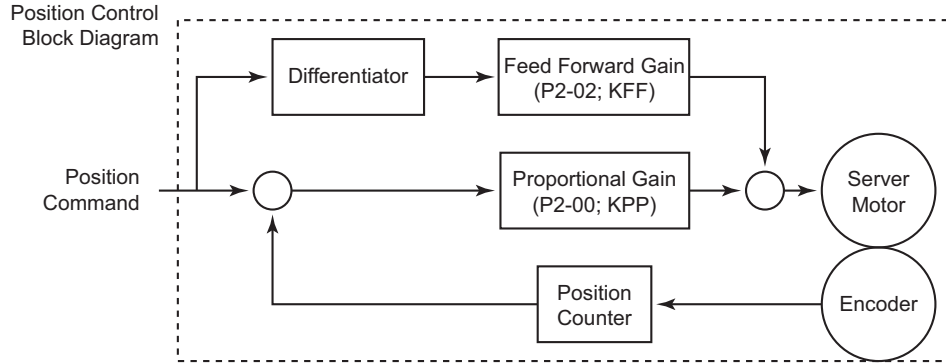 Position Control
Block Diagram
Differentiator
Feed Forward Gain
(P2-02; KFF)
Position
Command
Proportional Gain
(P2-00; KPP)
Server
Motor
Position
Counter
Encoder